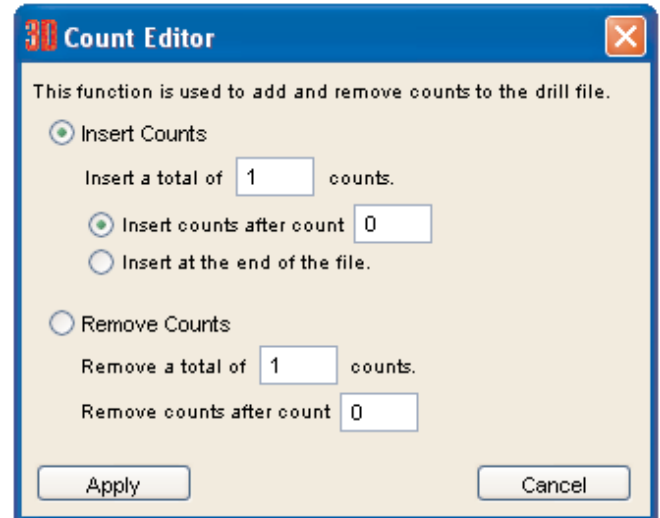 3D Count Editor
This function is used to add and remove counts to the drill file.
Insert Counts
Insert a total of 1 counts.
Insert counts after count 0
Insert at the end of the file.
Remove Counts
Remove a total of 1 counts.
Remove counts after count 0
Apply Cancel